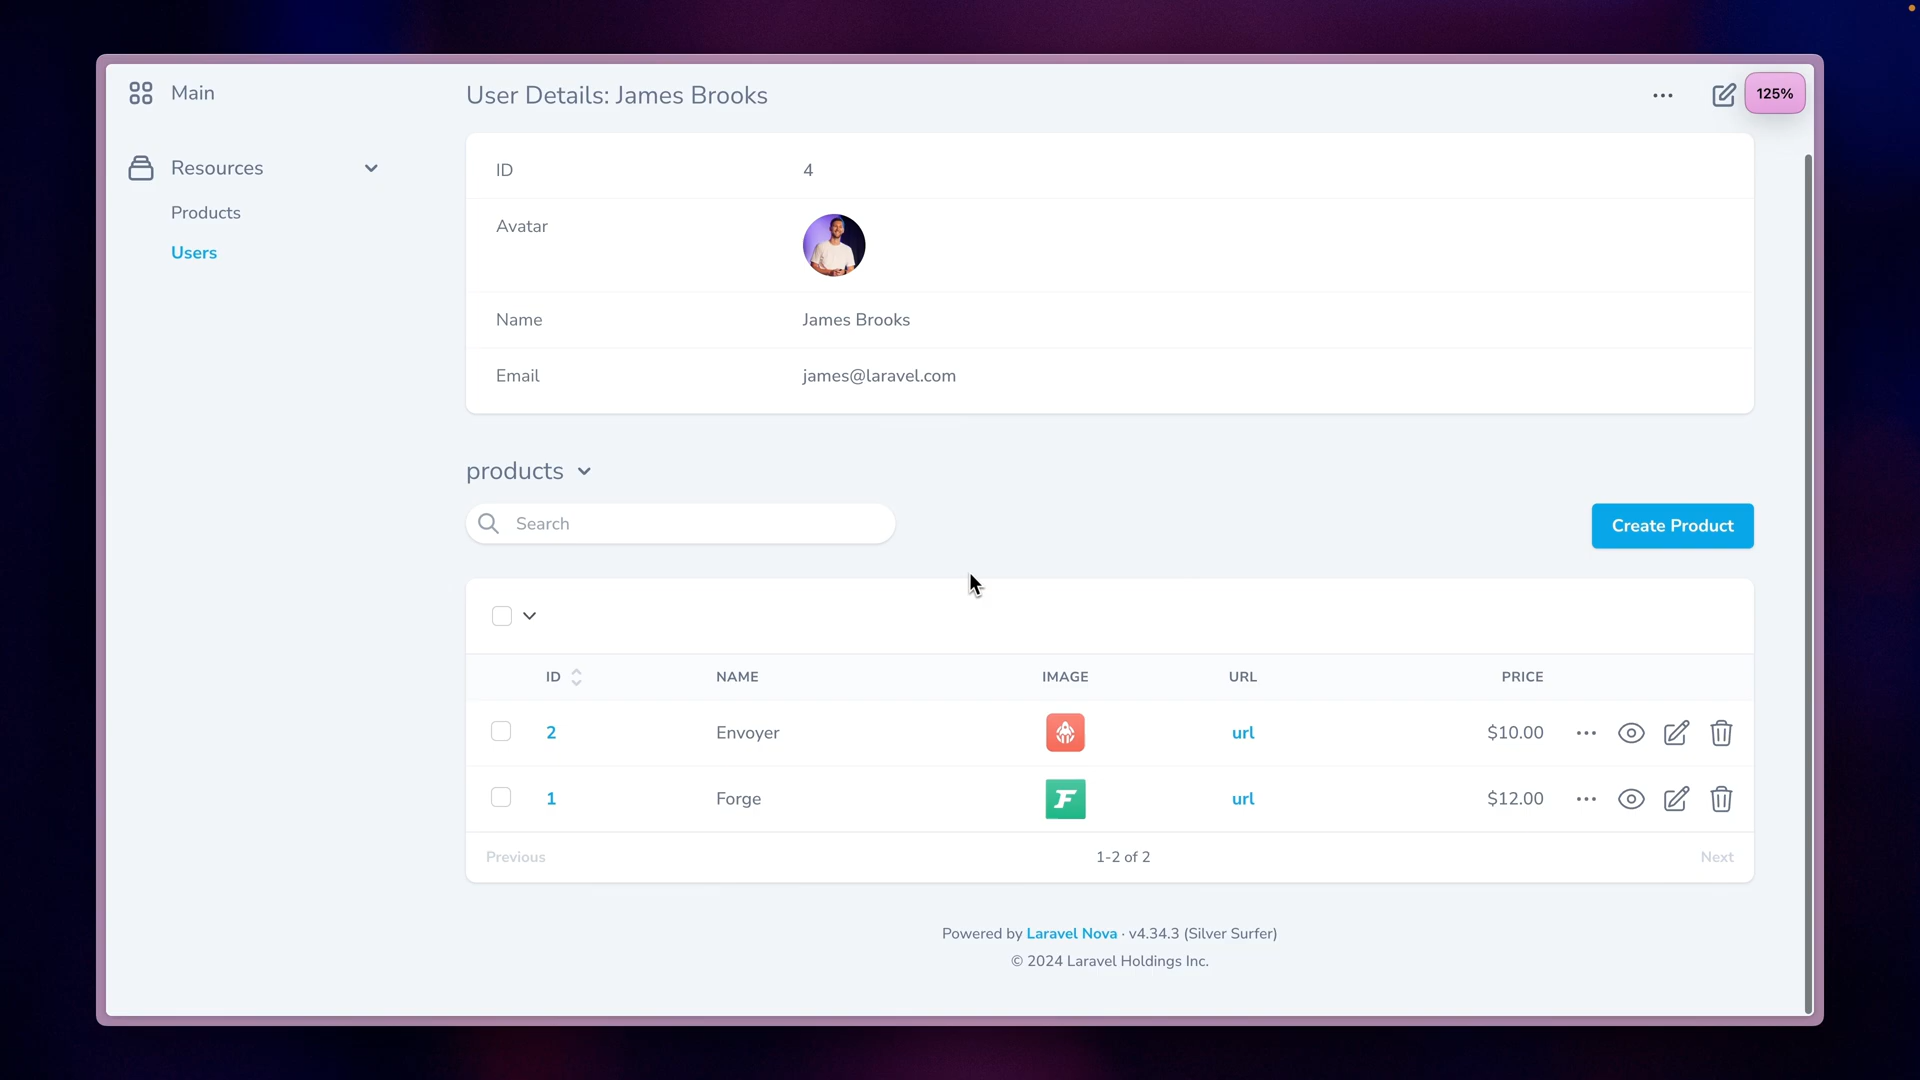 Main
User Details: James Brooks
125%
Resources
Products
Users
ID 4
Avatar
Name James Brooks
Email james@laravel.com
products
Search
Create Product
ID NAME IMAGE URL PRICE
2 Envoyer url $10.00
1 Forge F url $12.00
Previous 1-2 of 2 Next
Powered by Laravel Nova · v4.34.3 (Silver Surfer)
© 2024 Laravel Holdings Inc.